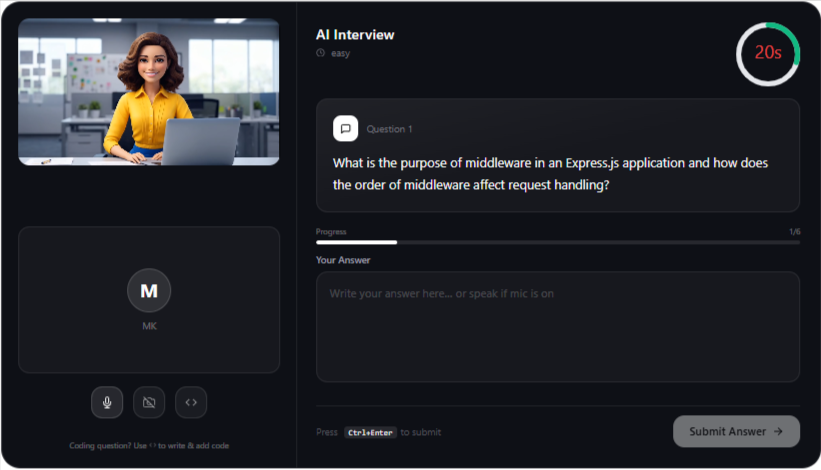 AI Interview
easy
20s
Question 1
What is the purpose of middleware in an Express.js application and how does
the order of middleware affect request handling?
Progress
1/6
Your Answer
Write your answer here... or speak if mic is on
M
MK
Coding question? Use <> to write & add code
Press Ctrl+Enter to submit
Submit Answer →